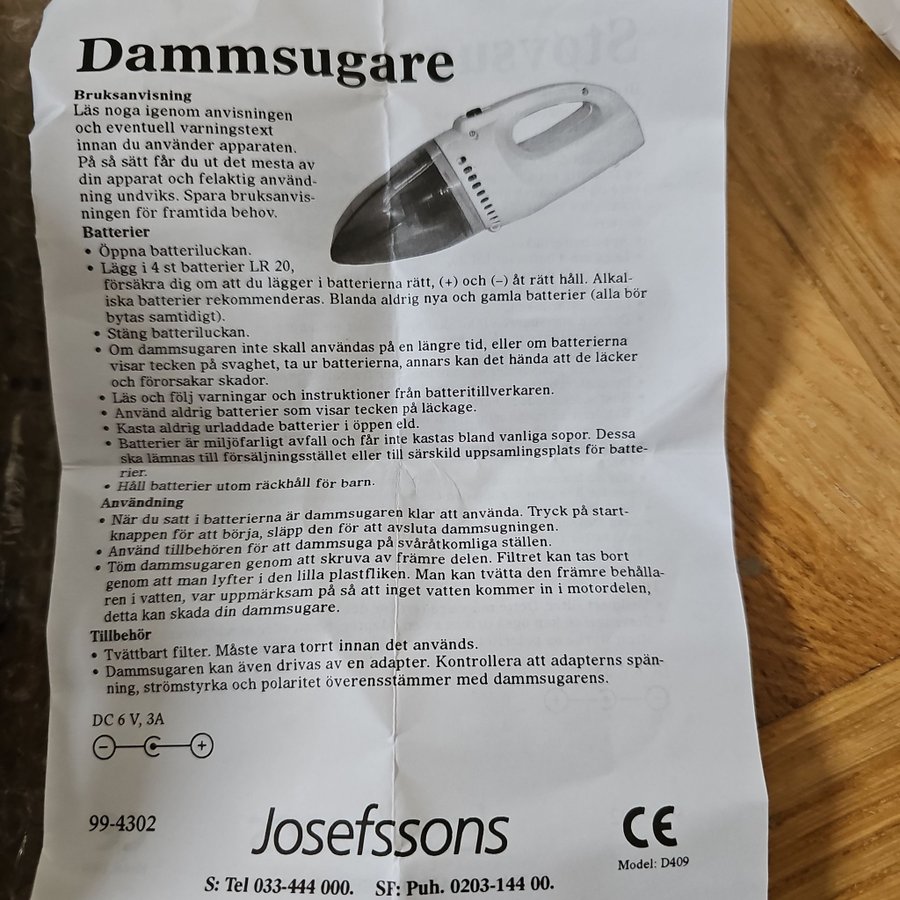 Dammsugare
Bruksanvisning
Läs noga igenom anvisningen
och eventuell varningstext
innan du använder apparaten.
På så sätt får du ut det mesta av
din apparat och felaktig använd-
ning undviks. Spara bruksanvis-
ningen för framtida behov.
Batterier
• Öppna batteriluckan.
• Lägg i 4 st batterier LR 20,
försäkra dig om att du lägger i batterierna rätt, (+) och (–) åt rätt håll. Alkal-
iska batterier rekommenderas. Blanda aldrig nya och gamla batterier (alla bör
bytas samtidigt).
• Stäng batteriluckan.
• Om dammsugaren inte skall användas på en längre tid, eller om batterierna
visar tecken på svaghet, ta ur batterierna, annars kan det hända att de läcker
och förorsakar skador.
• Läs och följ varningar och instruktioner från batteritillverkaren.
• Använd aldrig batterier som visar tecken på läckage.
• Kasta aldrig urladdade batterier i öppen eld.
• Batterier är miljöfarligt avfall och får inte kastas bland vanliga sopor. Dessa
ska lämnas till försäljningsstället eller till särskild uppsamlingsplats för batte-
rier.
• Håll batterier utom räckhåll för barn.
Användning
• När du satt i batterierna är dammsugaren klar att använda. Tryck på start-
knappen för att börja, släpp den för att avsluta dammsugningen.
• Använd tillbehören för att dammsuga på svåråtkomliga ställen.
• Töm dammsugaren genom att skruva av främre delen. Filtret kan tas bort
genom att man lyfter i den lilla plastfliken. Man kan tvätta den främre behålla-
ren i vatten, var uppmärksam på så att inget vatten kommer in i motordelen,
detta kan skada din dammsugare.
Tillbehör
• Tvättbart filter. Måste vara torrt innan det används.
• Dammsugaren kan även drivas av en adapter. Kontrollera att adapterns spän-
ning, strömstyrka och polaritet överensstämmer med dammsugarens.
DC 6 V, 3A
− +
99-4302
Josefssons
CE
Model: D409
S: Tel 033-444 000. SF: Puh. 0203-144 00.